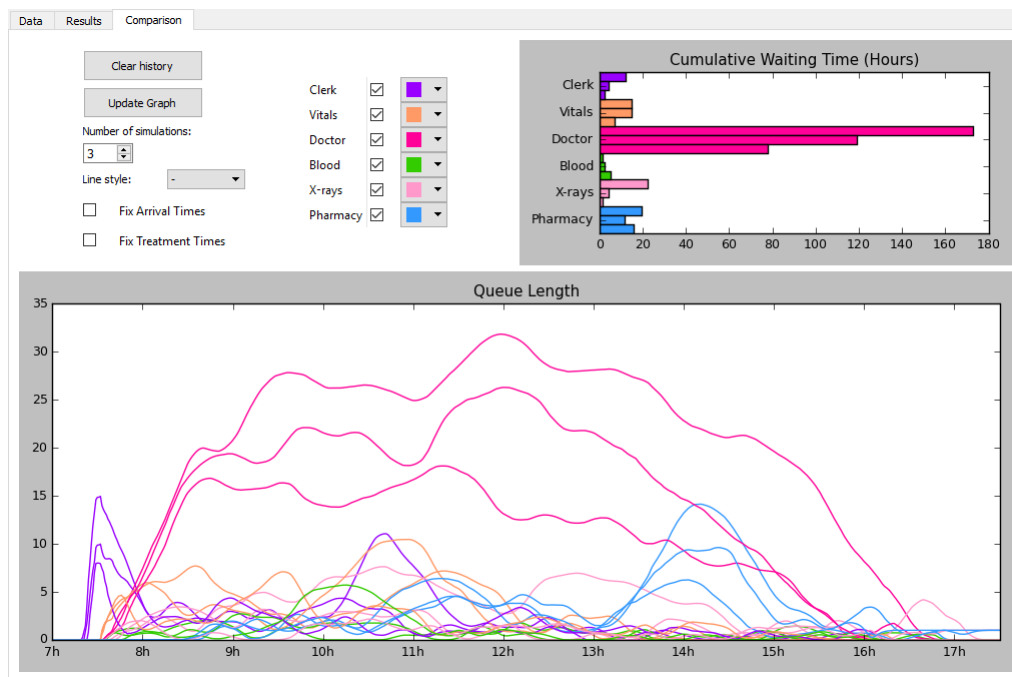 Data Results Comparison
Clear history
Update Graph
Number of simulations:
3
Line style: -
Fix Arrival Times
Fix Treatment Times
Clerk
Vitals
Doctor
Blood
X-rays
Pharmacy
Cumulative Waiting Time (Hours)
Clerk
Vitals
Doctor
Blood
X-rays
Pharmacy
0 20 40 60 80 100 120 140 160 180
Queue Length
35
30
25
20
15
10
5
0
7h 8h 9h 10h 11h 12h 13h 14h 15h 16h 17h